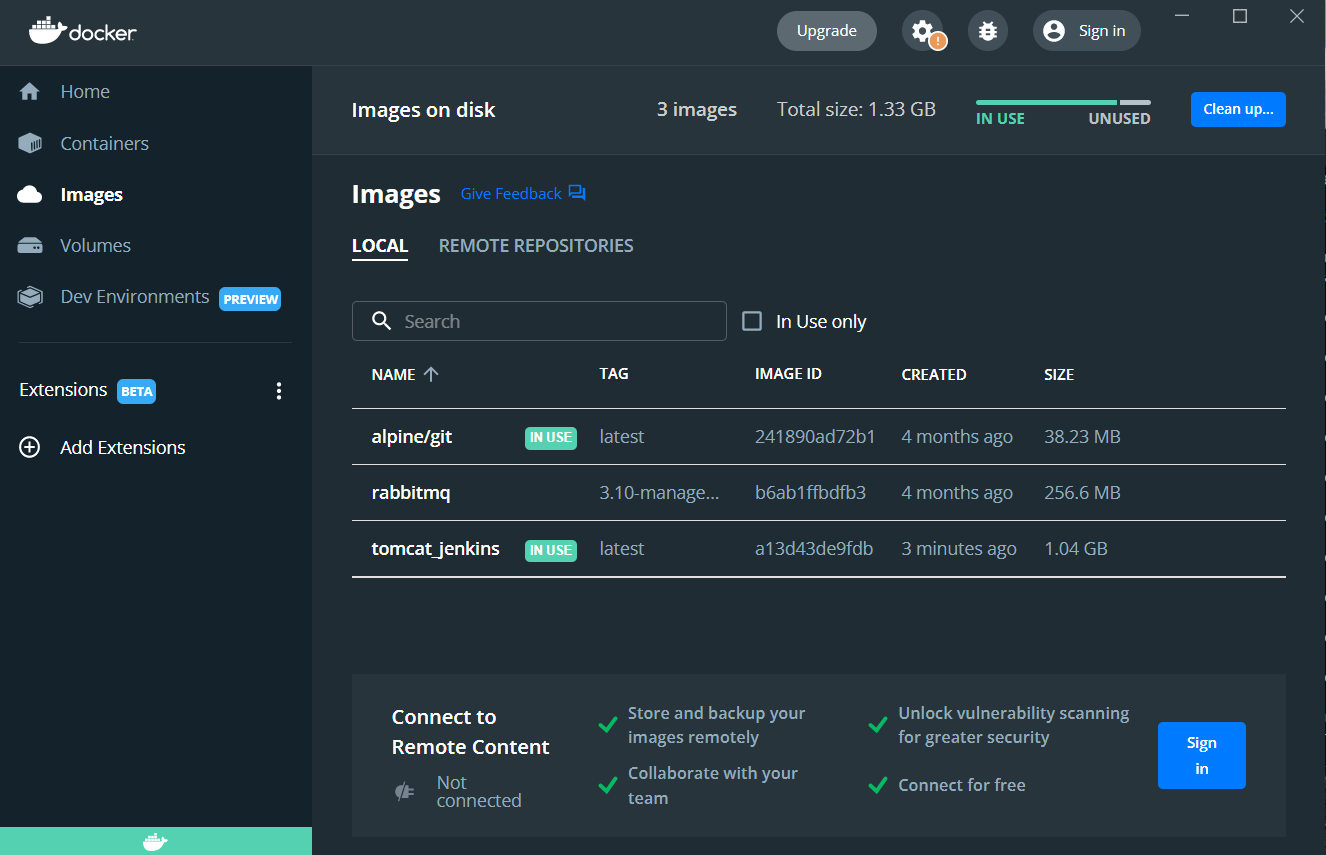 docker
Upgrade
Sign in
Home
Containers
Images
Volumes
Dev Environments PREVIEW
Extensions BETA
Add Extensions
Images on disk
3 images
Total size: 1.33 GB
IN USE
UNUSED
Clean up...
Images
Give Feedback
LOCAL
REMOTE REPOSITORIES
Search
In Use only
NAME TAG IMAGE ID CREATED SIZE
alpine/git IN USE latest 241890ad72b1 4 months ago 38.23 MB
rabbitmq 3.10-manage... b6ab1ffbdfb3 4 months ago 256.6 MB
tomcat_jenkins IN USE latest a13d43de9fdb 3 minutes ago 1.04 GB
Connect to
Remote Content
Not
connected
Store and backup your
images remotely
Collaborate with your
team
Unlock vulnerability scanning
for greater security
Connect for free
Sign
in